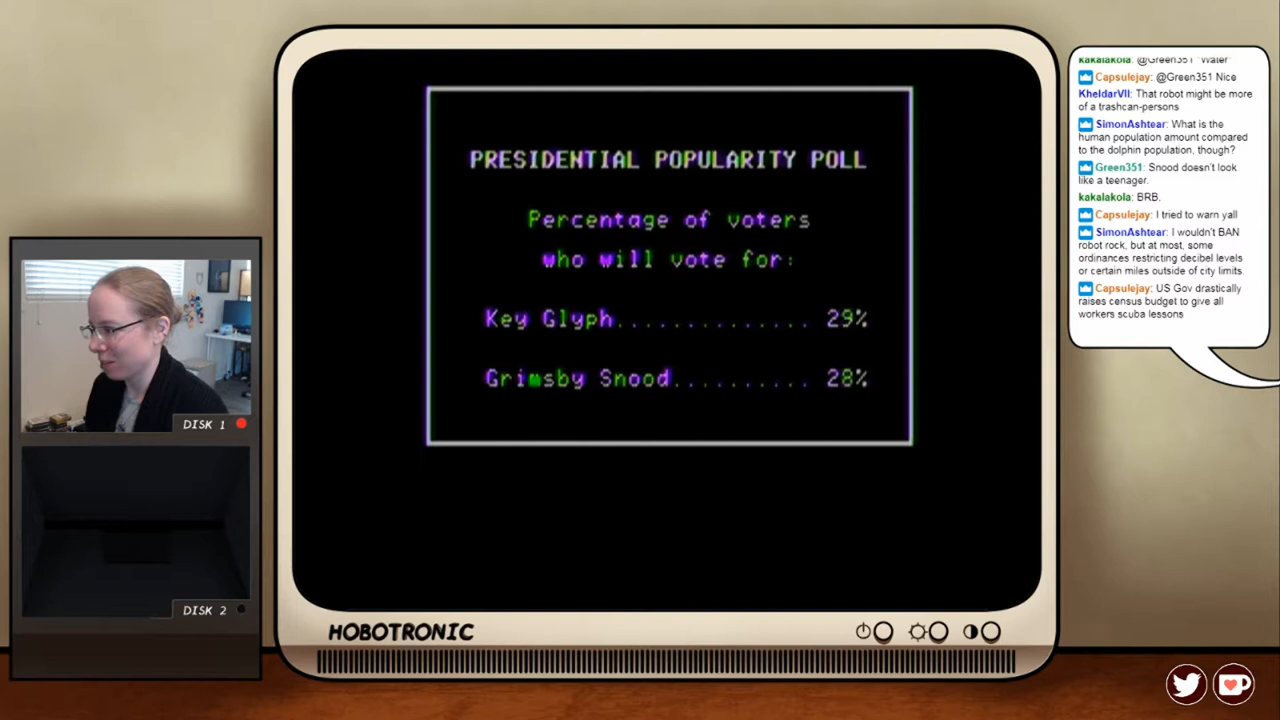 PRESIDENTIAL POPULARITY POLL
Percentage of voters
who will vote for:
Key Glyph.............. 29%
Grimsby Snood.......... 28%
DISK 1
DISK 2
HOBOTRONIC
kakalakola: @Green351 "Water"
Capsulejay: @Green351 Nice
KheldarVII: That robot might be more
of a trashcan-persons
SimonAshtear: What is the
human population amount compared
to the dolphin population, though?
Green351: Snood doesn't look
like a teenager.
kakalakola: BRB.
Capsulejay: I tried to warn yall
SimonAshtear: I wouldn't BAN
robot rock, but at most, some
ordinances restricting decibel levels
or certain miles outside of city limits.
Capsulejay: US Gov drastically
raises census budget to give all
workers scuba lessons